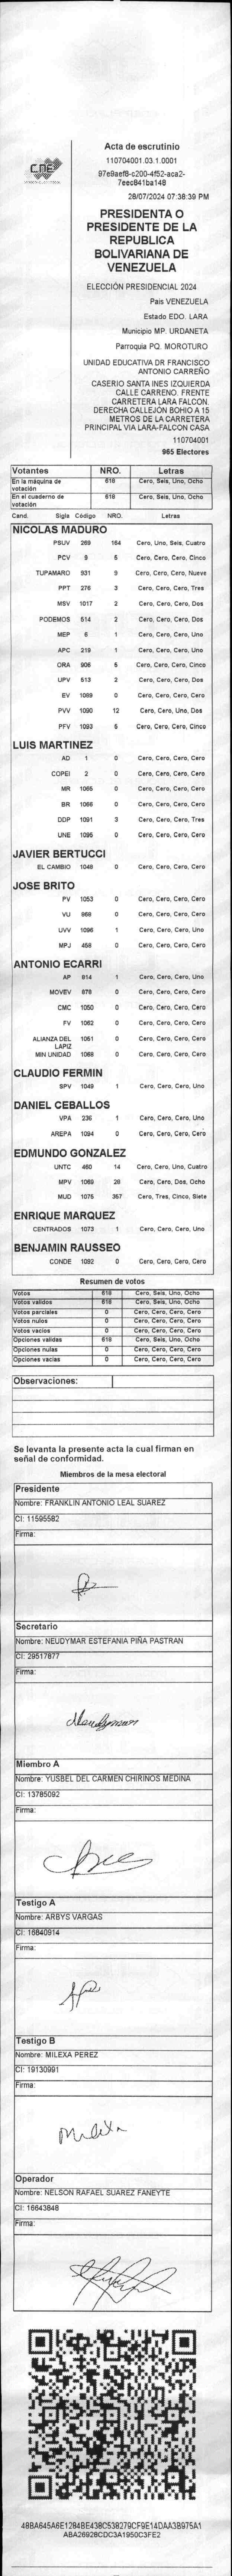 CNE
Acta de escrutinio
110704001.03.1.0001
97e9aef8-c200-4f52-aca2-
7eec841ba148
28/07/2024 07:38:39 PM
PRESIDENTA O
PRESIDENTE DE LA
REPUBLICA
BOLIVARIANA DE
VENEZUELA
ELECCIÓN PRESIDENCIAL 2024
Pais VENEZUELA
Estado EDO. LARA
Municipio MP. URDANETA
Parroquia PQ. MOROTURO
UNIDAD EDUCATIVA DR FRANCISCO
ANTONIO CARREÑO
CASERIO SANTA INES IZQUIERDA
CALLE CARRENO. FRENTE
CARRETERA LARA FALCON.
DERECHA CALLEJÓN BOHIO A 15
METROS DE LA CARRETERA
PRINCIPAL VIA LARA-FALCON CASA
110704001
965 Electores
Votantes NRO. Letras
En la máquina de votación 618 Cero, Seis, Uno, Ocho
En el cuaderno de votación 618 Cero, Seis, Uno, Ocho
Cand. Sigla Código NRO. Letras
NICOLAS MADURO
PSUV 269 164 Cero, Uno, Seis, Cuatro
PCV 9 5 Cero, Cero, Cero, Cinco
TUPAMARO 931 9 Cero, Cero, Cero, Nueve
PPT 276 3 Cero, Cero, Cero, Tres
MSV 1017 2 Cero, Cero, Cero, Dos
PODEMOS 514 2 Cero, Cero, Cero, Dos
MEP 6 1 Cero, Cero, Cero, Uno
APC 219 1 Cero, Cero, Cero, Uno
ORA 906 5 Cero, Cero, Cero, Cinco
UPV 513 2 Cero, Cero, Cero, Dos
EV 1089 0 Cero, Cero, Cero, Cero
PVV 1090 12 Cero, Cero, Uno, Dos
PFV 1093 5 Cero, Cero, Cero, Cinco
LUIS MARTINEZ
AD 1 0 Cero, Cero, Cero, Cero
COPEI 2 0 Cero, Cero, Cero, Cero
MR 1065 0 Cero, Cero, Cero, Cero
BR 1066 0 Cero, Cero, Cero, Cero
DDP 1091 3 Cero, Cero, Cero, Tres
UNE 1095 0 Cero, Cero, Cero, Cero
JAVIER BERTUCCI
EL CAMBIO 1048 0 Cero, Cero, Cero, Cero
JOSE BRITO
PV 1053 0 Cero, Cero, Cero, Cero
VU 968 0 Cero, Cero, Cero, Cero
UVV 1096 1 Cero, Cero, Cero, Uno
MPJ 458 0 Cero, Cero, Cero, Cero
ANTONIO ECARRI
AP 814 1 Cero, Cero, Cero, Uno
MOVEV 878 0 Cero, Cero, Cero, Cero
CMC 1050 0 Cero, Cero, Cero, Cero
FV 1062 0 Cero, Cero, Cero, Cero
ALIANZA DEL LAPIZ 1051 0 Cero, Cero, Cero, Cero
MIN UNIDAD 1068 0 Cero, Cero, Cero, Cero
CLAUDIO FERMIN
SPV 1049 1 Cero, Cero, Cero, Uno
DANIEL CEBALLOS
VPA 236 1 Cero, Cero, Cero, Uno
AREPA 1094 0 Cero, Cero, Cero, Cero
EDMUNDO GONZALEZ
UNTC 460 14 Cero, Cero, Uno, Cuatro
MPV 1069 28 Cero, Cero, Dos, Ocho
MUD 1075 357 Cero, Tres, Cinco, Siete
ENRIQUE MARQUEZ
CENTRADOS 1073 1 Cero, Cero, Cero, Uno
BENJAMIN RAUSSEO
CONDE 1092 0 Cero, Cero, Cero, Cero
Resumen de votos
Votos 618 Cero, Seis, Uno, Ocho
Votos validos 618 Cero, Seis, Uno, Ocho
Votos parciales 0 Cero, Cero, Cero, Cero
Votos nulos 0 Cero, Cero, Cero, Cero
Votos vacios 0 Cero, Cero, Cero, Cero
Opciones validas 618 Cero, Seis, Uno, Ocho
Opciones nulas 0 Cero, Cero, Cero, Cero
Opciones vacias 0 Cero, Cero, Cero, Cero
Observaciones:
Se levanta la presente acta la cual firman en
señal de conformidad.
Miembros de la mesa electoral
Presidente
Nombre: FRANKLIN ANTONIO LEAL SUAREZ
CI: 11595582
Firma:
Secretario
Nombre: NEUDYMAR ESTEFANIA PIÑA PASTRAN
CI: 29517877
Firma:
Miembro A
Nombre: YUSBEL DEL CARMEN CHIRINOS MEDINA
CI: 13785092
Firma:
Testigo A
Nombre: ARBYS VARGAS
CI: 16840914
Firma:
Testigo B
Nombre: MILEXA PEREZ
CI: 19130991
Firma:
Milexa
Operador
Nombre: NELSON RAFAEL SUAREZ FANEYTE
CI: 16643848
Firma:
48BA645A6E1284BE438C538279CF9E14DAA3B975A1
ABA26928CDC3A1950C3FE2